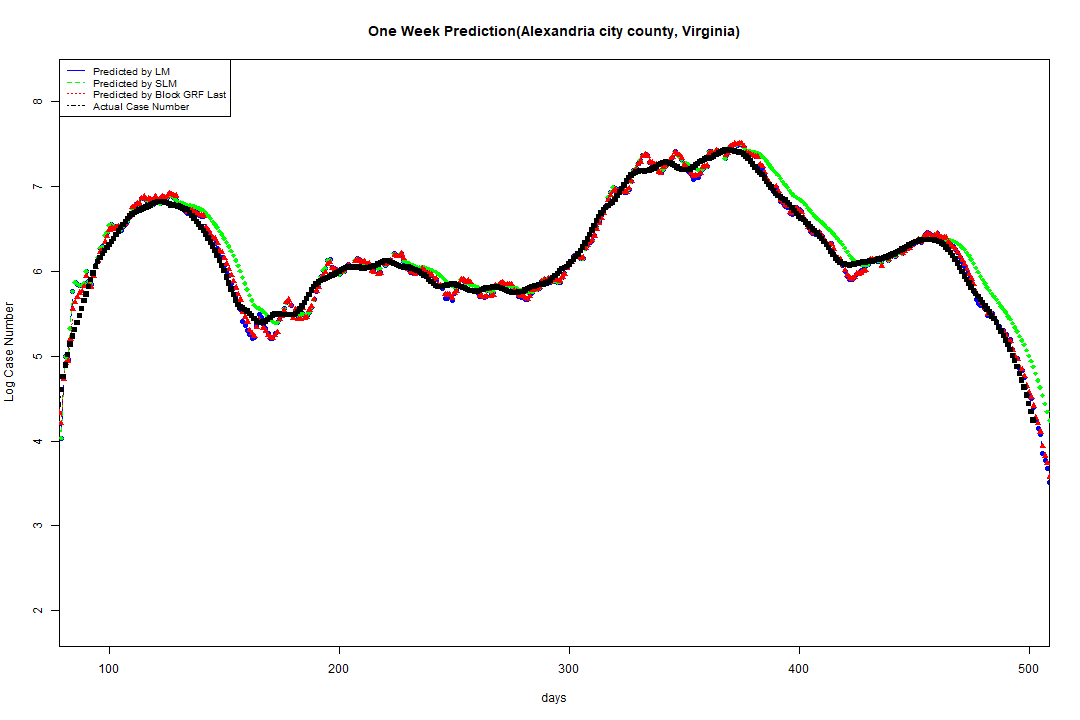 One Week Prediction(Alexandria city county, Virginia)
Predicted by LM
Predicted by SLM
Predicted by Block GRF Last
Actual Case Number
8
7
6
5
4
3
2
Log Case Number
100 200 300 400 500
days